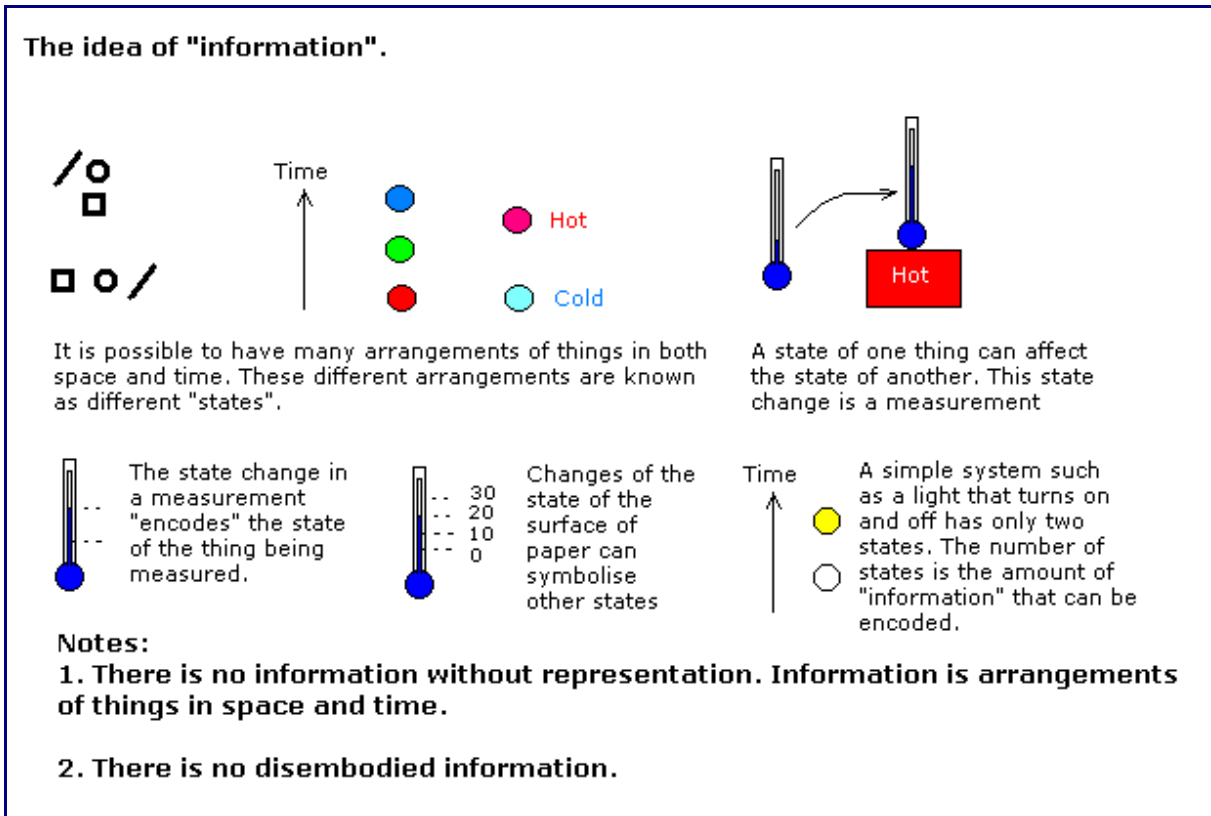 The idea of "information".
Time
Hot
Cold
Hot
It is possible to have many arrangements of things in both
space and time. These different arrangements are known
as different "states".
A state of one thing can affect
the state of another. This state
change is a measurement
The state change in
a measurement
"encodes" the state
of the thing being
measured.
30
20
10
0
Changes of the
state of the
surface of
paper can
symbolise
other states
Time
A simple system such
as a light that turns on
and off has only two
states. The number of
states is the amount of
"information" that can be
encoded.
Notes:
1. There is no information without representation. Information is arrangements
of things in space and time.
2. There is no disembodied information.